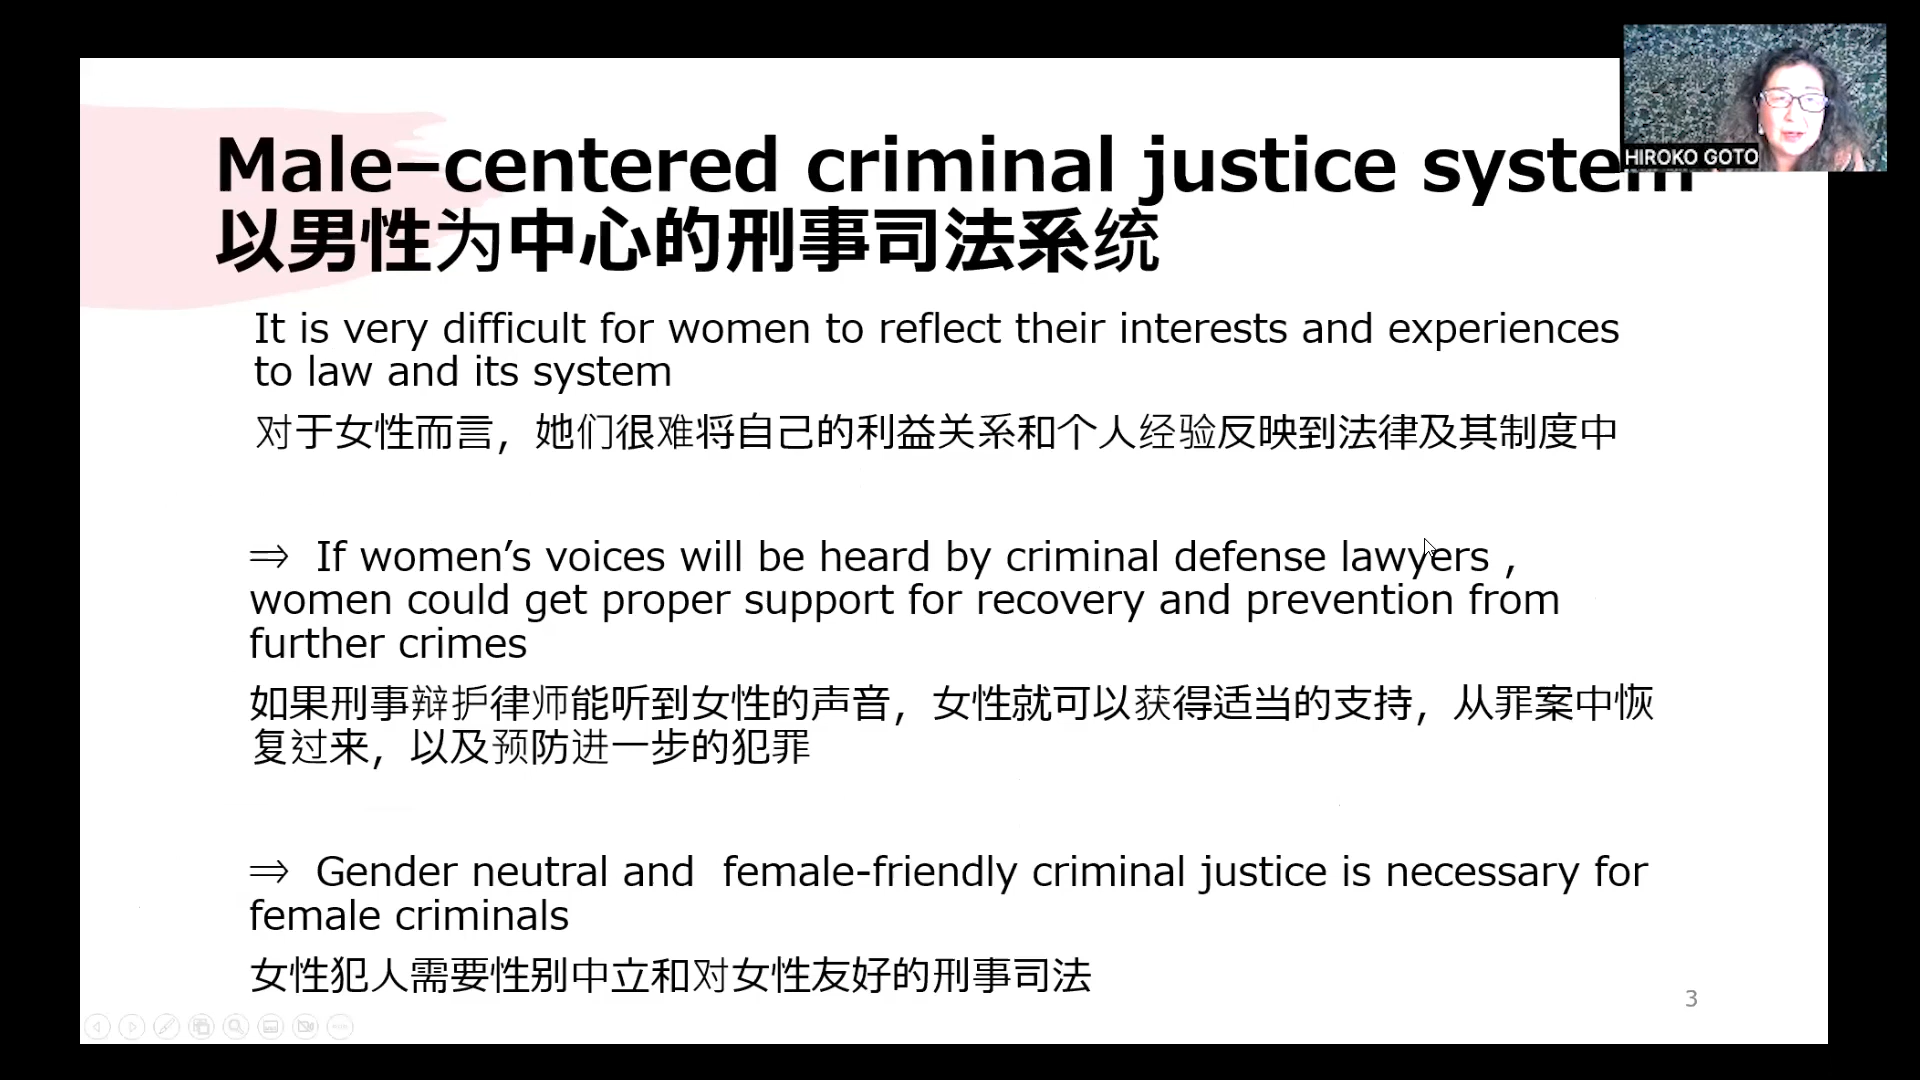 Male–centered criminal justice system
以男性为中心的刑事司法系统
HIROKO GOTO
It is very difficult for women to reflect their interests and experiences
to law and its system
对于女性而言，她们很难将自己的利益关系和个人经验反映到法律及其制度中
⇒ If women’s voices will be heard by criminal defense lawyers ,
women could get proper support for recovery and prevention from
further crimes
如果刑事辩护律师能听到女性的声音，女性就可以获得适当的支持，从罪案中恢
复过来，以及预防进一步的犯罪
⇒ Gender neutral and female-friendly criminal justice is necessary for
female criminals
女性犯人需要性别中立和对女性友好的刑事司法
3